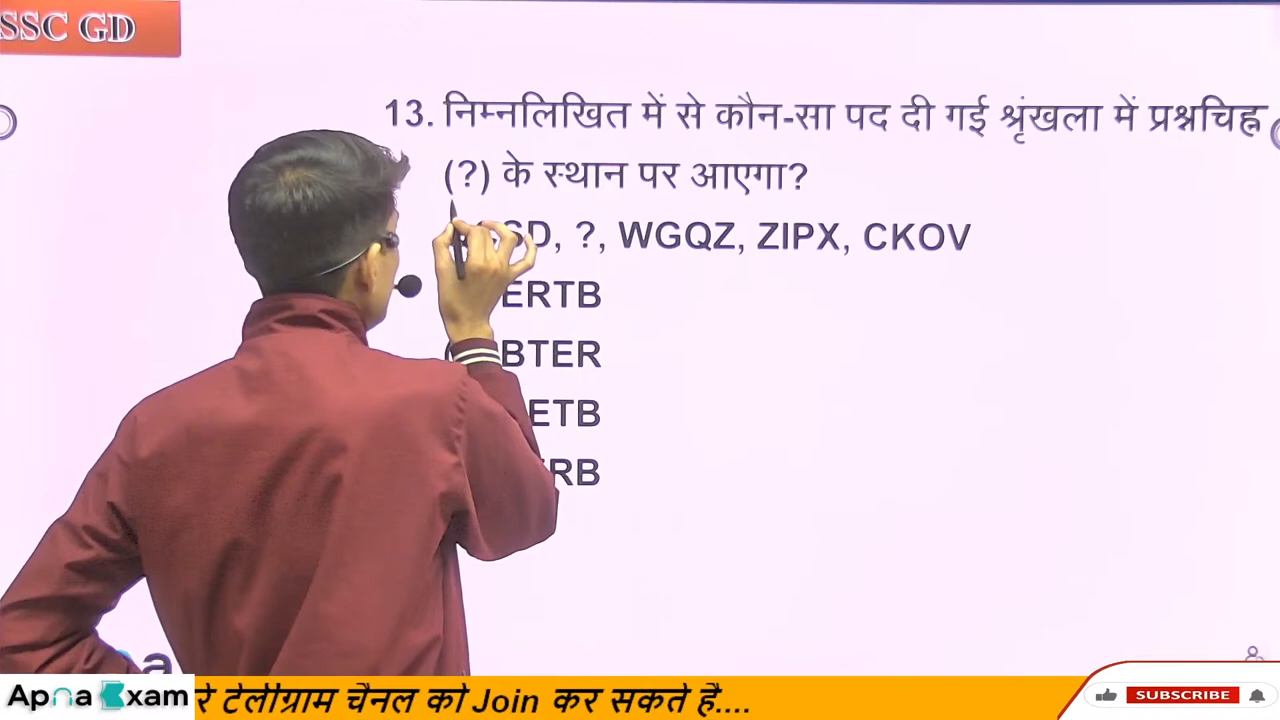 SSC GD
13. निम्नलिखित में से कौन-सा पद दी गई श्रृंखला में प्रश्नचिह्न
(?) के स्थान पर आएगा?
SD, ?, WGQZ, ZIPX, CKOV
ERTB
BTER
ETB
RB
Apna Exam
रे टेलीग्राम चैनल को Join कर सकते है....
SUBSCRIBE